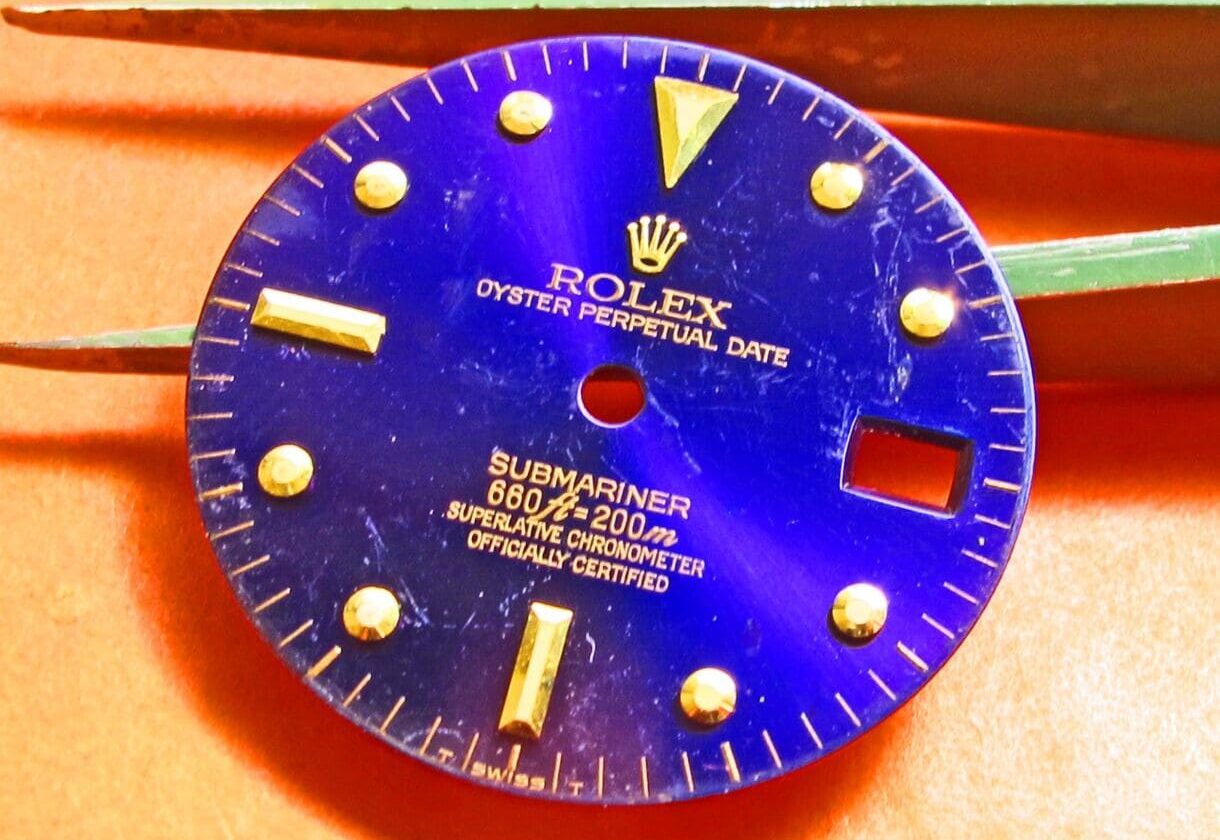 ROLEX
OYSTER PERPETUAL DATE
SUBMARINER
660ft=200m
SUPERLATIVE CHRONOMETER
OFFICIALLY CERTIFIED
T SWISS T